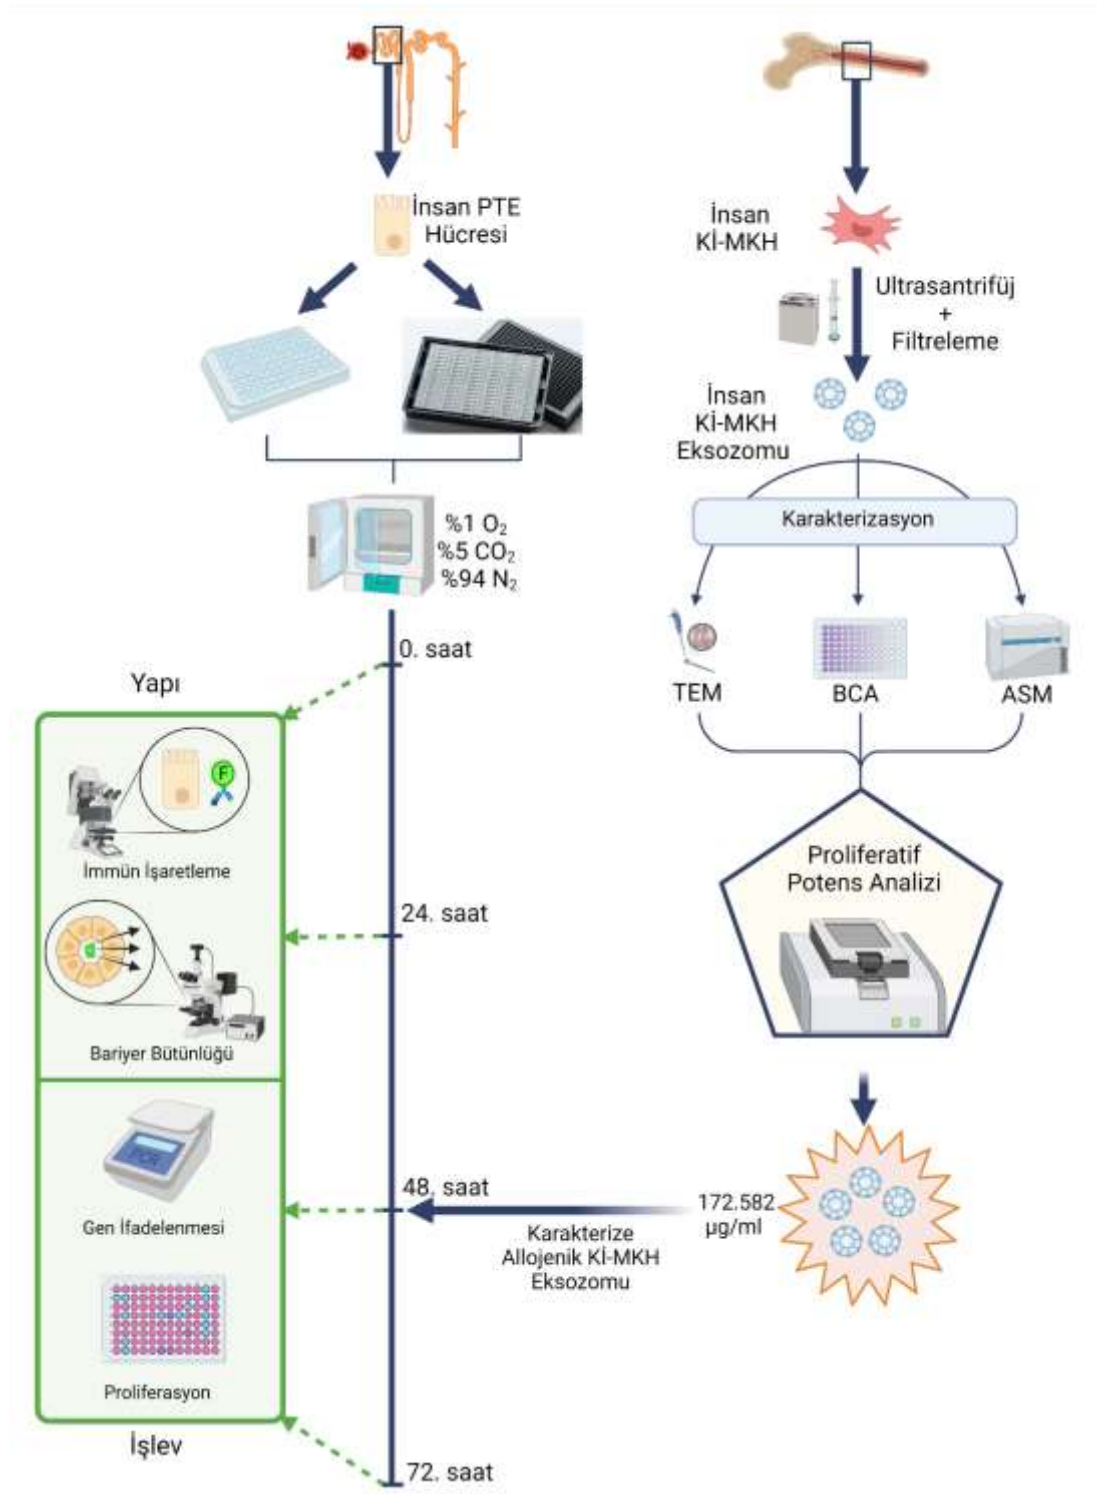 İnsan PTE
Hücresi
%1 O₂
%5 CO₂
%94 N₂
0. saat
24. saat
48. saat
72. saat
Yapı
İmmün İşaretleme
F
Bariyer Bütünlüğü
PCR
Gen İfadelenmesi
Proliferasyon
İşlev
İnsan
Kİ-MKH
Ultrasantrifüj
+
Filtreleme
İnsan
Kİ-MKH
Eksozomu
Karakterizasyon
TEM
BCA
ASM
Proliferatif
Potens Analizi
172.582
µg/ml
Karakterize
Allojenik Kİ-MKH
Eksozomu